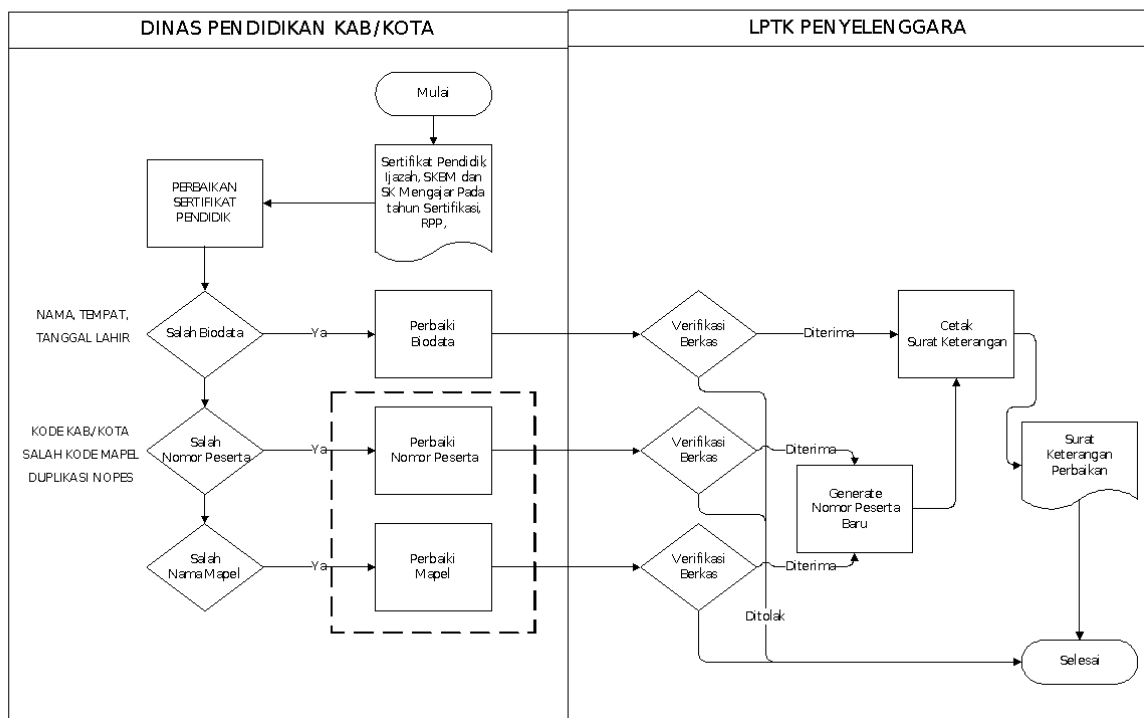 DINAS PENDIDIKAN KAB/KOTA
LPTK PENYELENGGARA
Mulai
Sertifikat Pendidik
Ijazah, SKBM dan
SK Mengajar Pada
tahun Sertifikasi,
RPP,
PERBAIKAN
SERTIFIKAT
PENDIDIK
NAMA, TEMPAT,
TANGGAL LAHIR
Salah Biodata
Ya
Perbaiki
Biodata
Verifikasi
Berkas
Diterima
Cetak
Surat Keterangan
KODE KAB/KOTA
SALAH KODE MAPEL
DUPLIKASI NOPES
Salah
Nomor Peserta
Ya
Perbaiki
Nomor Peserta
Verifikasi
Berkas
Diterima
Surat
Keterangan
Perbaikan
Generate
Nomor Peserta
Baru
Salah
Nama Mapel
Ya
Perbaiki
Mapel
Verifikasi
Berkas
Diterima
Ditolak
Selesai